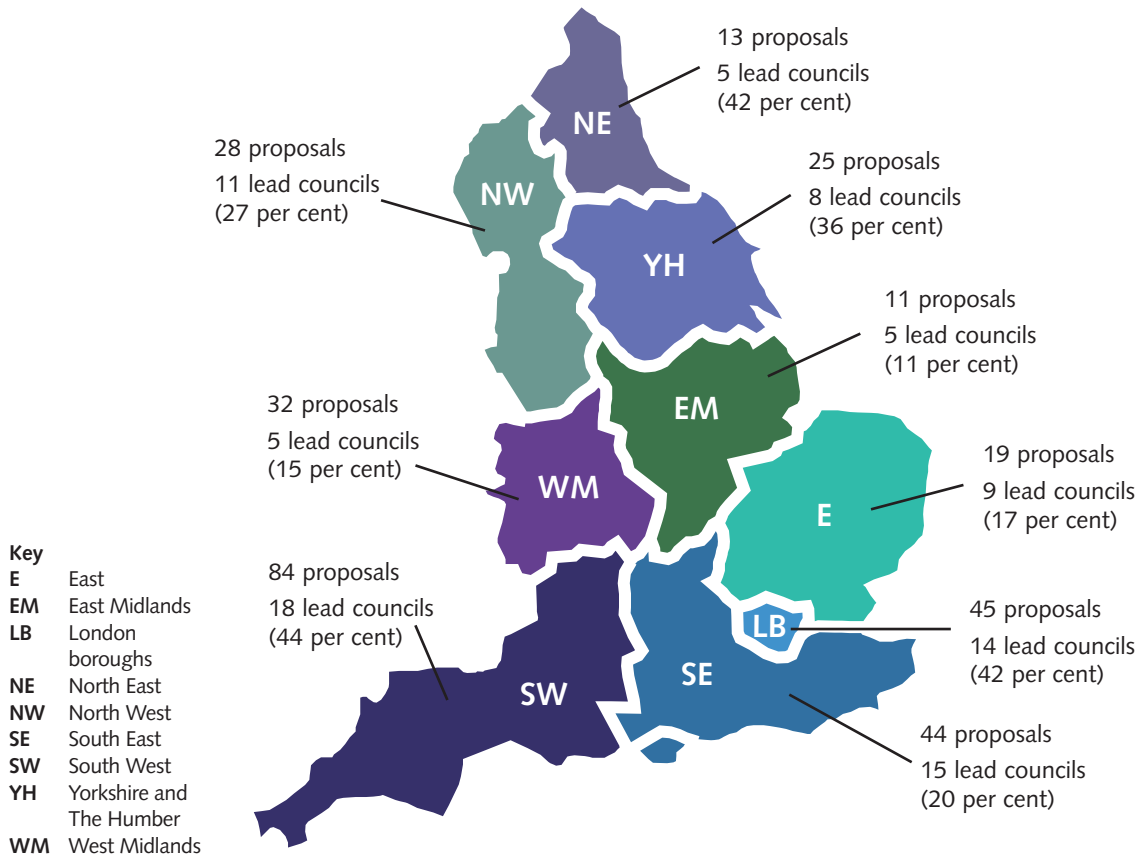 13 proposals
5 lead councils
(42 per cent)
NE
28 proposals
11 lead councils
(27 per cent)
NW
25 proposals
8 lead councils
(36 per cent)
YH
11 proposals
5 lead councils
(11 per cent)
EM
32 proposals
5 lead councils
(15 per cent)
WM
19 proposals
9 lead councils
(17 per cent)
E
84 proposals
18 lead councils
(44 per cent)
SW
45 proposals
14 lead councils
(42 per cent)
LB
SE
44 proposals
15 lead councils
(20 per cent)
Key
E East
EM East Midlands
LB London
boroughs
NE North East
NW North West
SE South East
SW South West
YH Yorkshire and
The Humber
WM West Midlands